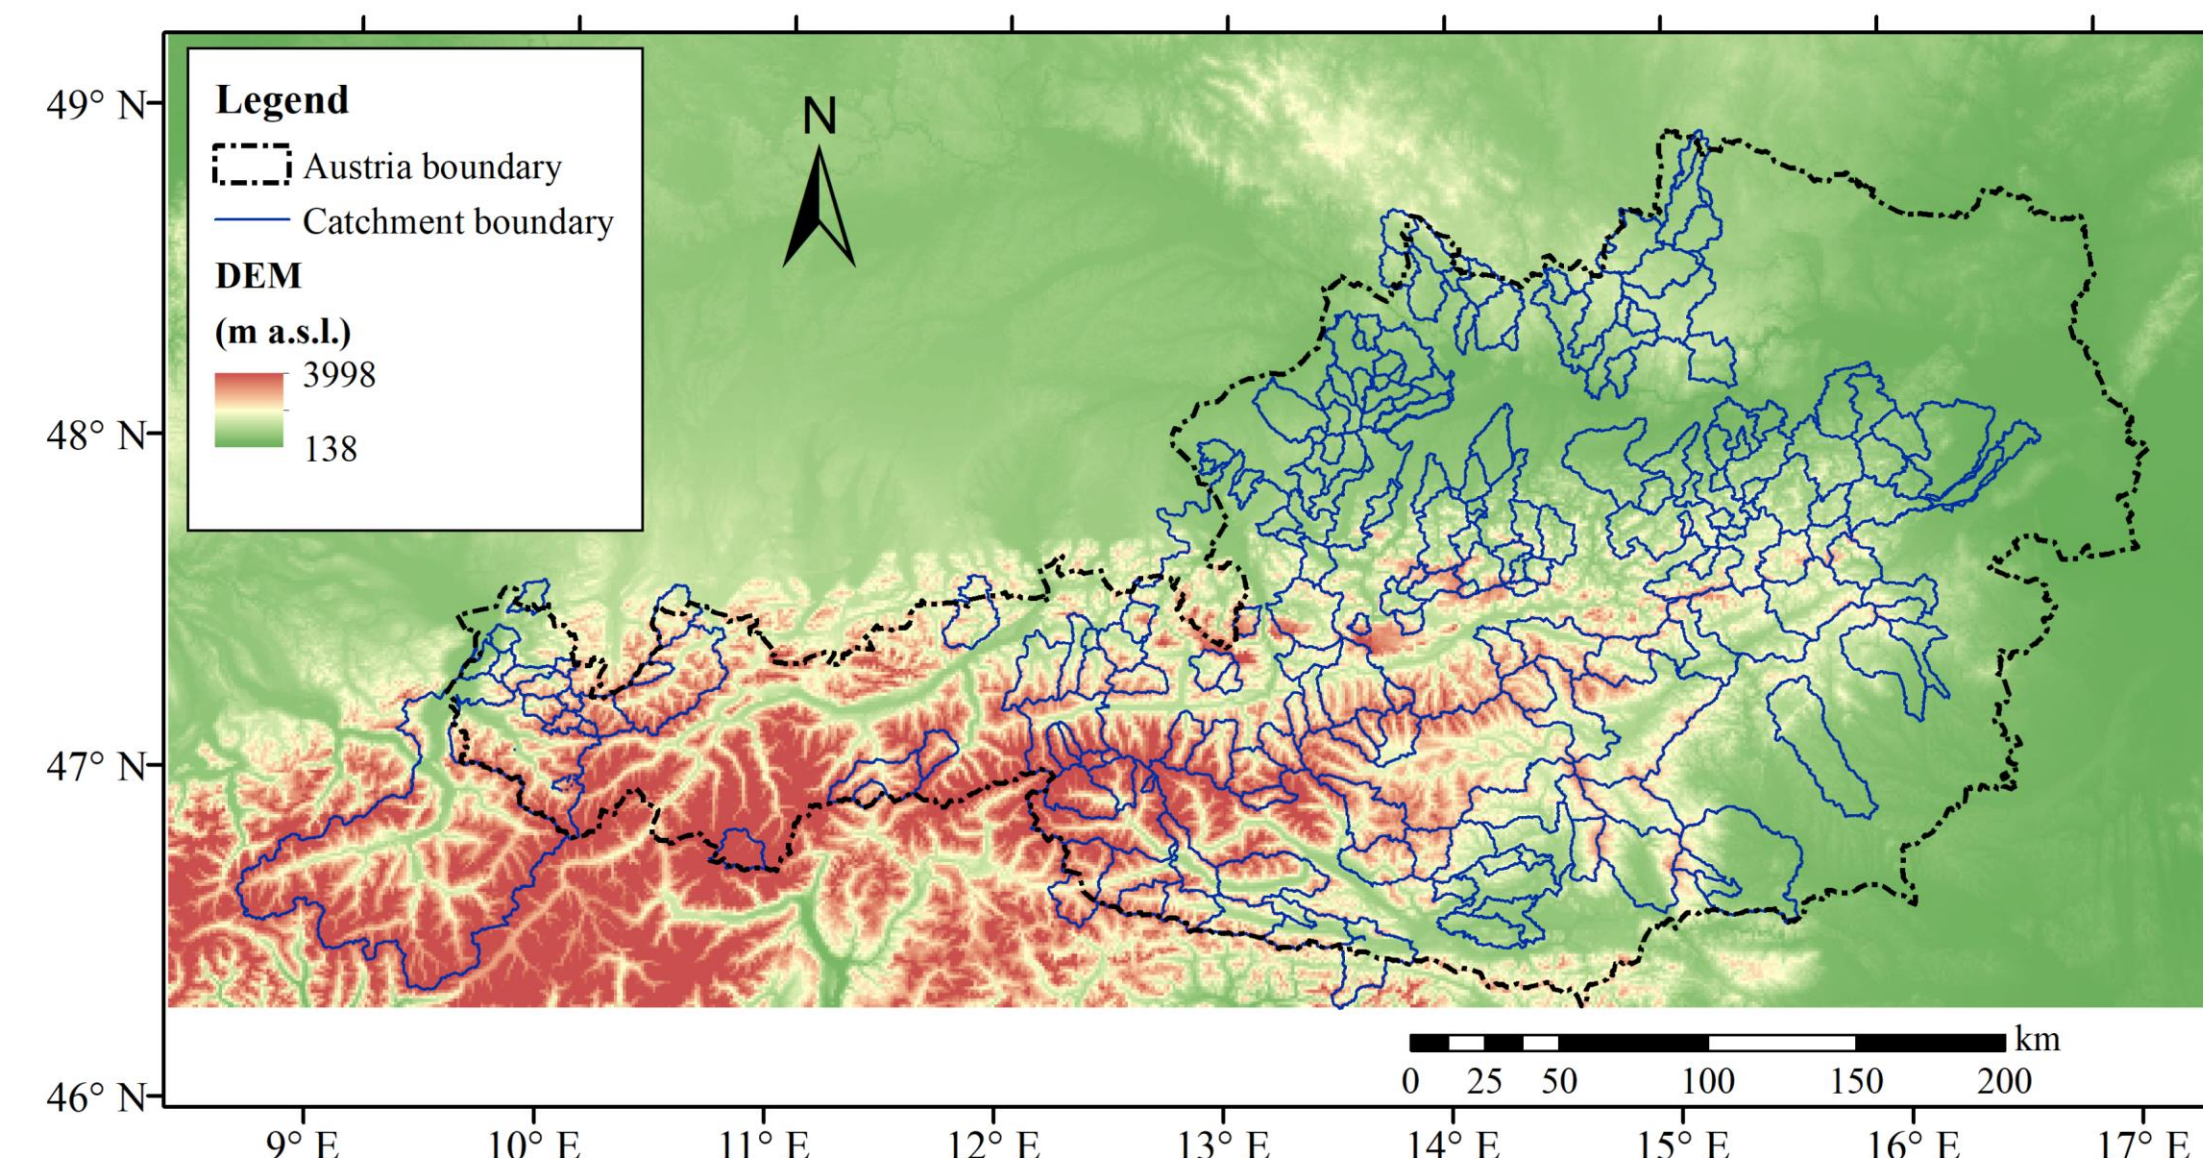 Legend
Austria boundary
Catchment boundary
DEM
(m a.s.l.)
3998
138
N
49° N
48° N
47° N
46° N
km
0 25 50 100 150 200
9° E 10° E 11° E 12° E 13° E 14° E 15° E 16° E 17° E